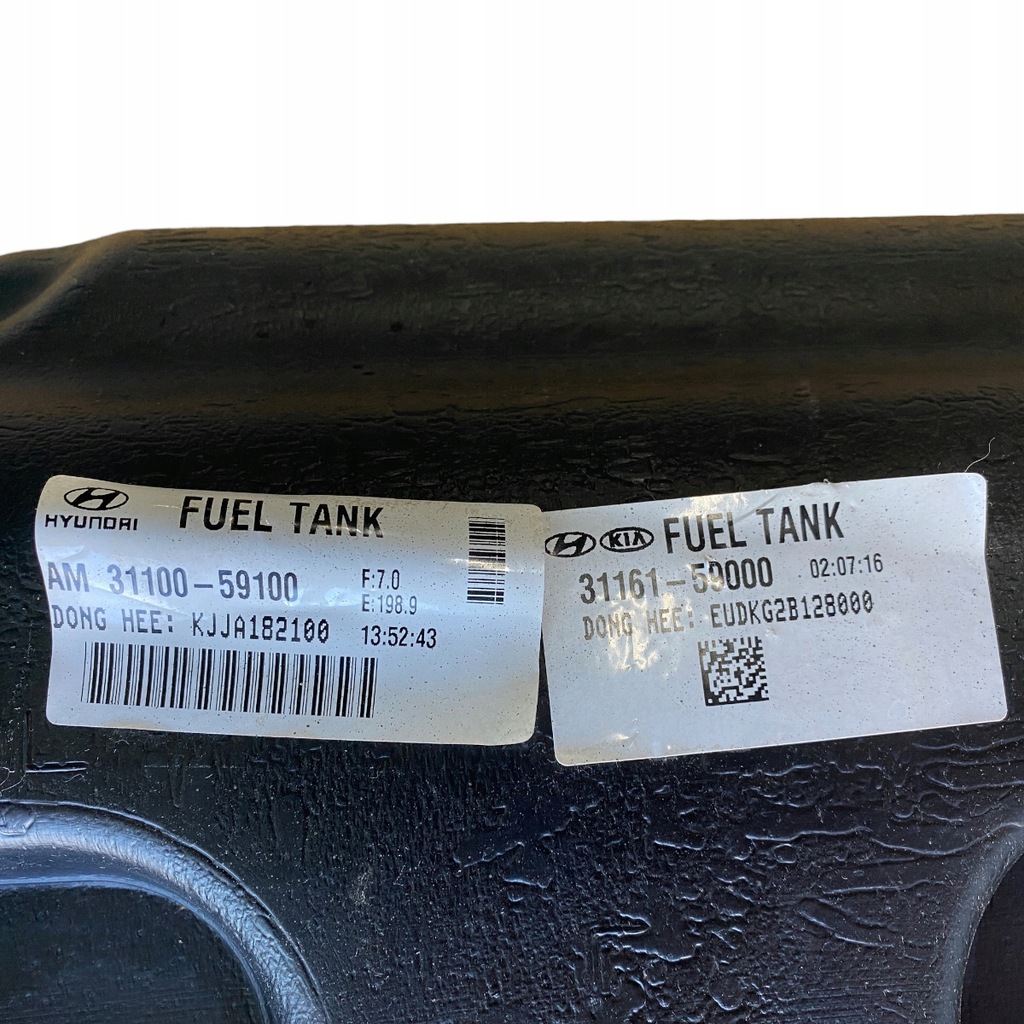 HYUNDAI FUEL TANK
AM 31100-59100 F:7.0
E:198.9
DONG HEE: KJJA182100 13:52:43
KIA FUEL TANK
31161-59000 02:07:16
DONG HEE: EUDKG2B128000